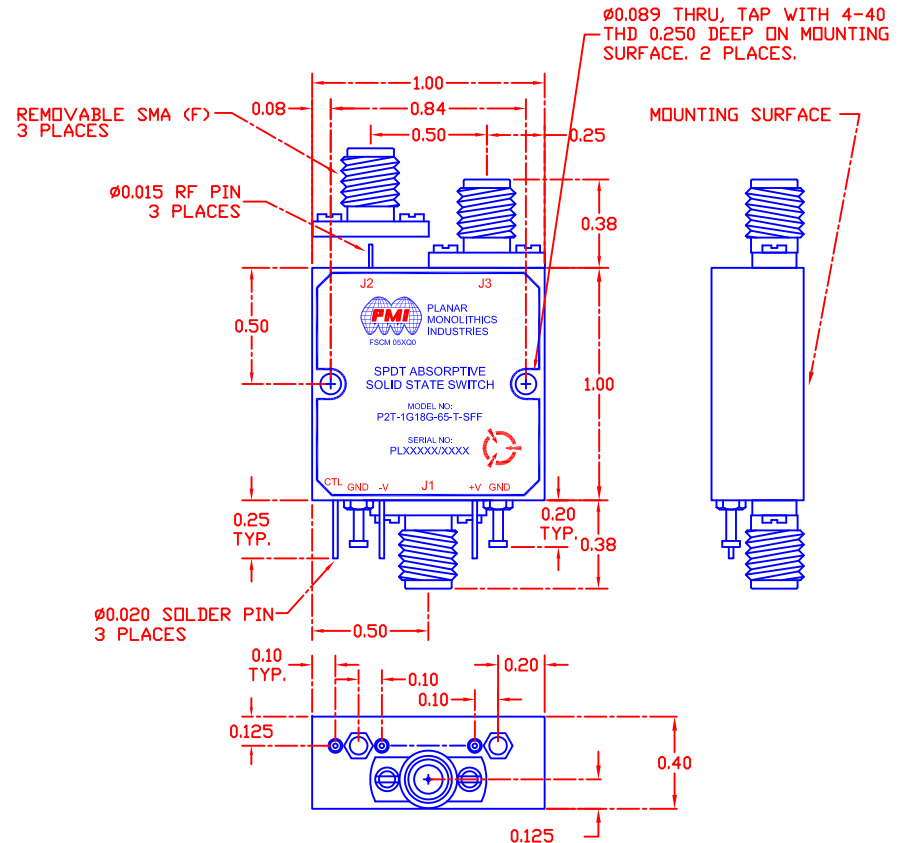 Ø0.089 THRU, TAP WITH 4-40
THD 0.250 DEEP ON MOUNTING
SURFACE. 2 PLACES.
1.00
0.08
0.84
0.50
0.25
REMOVABLE SMA (F)
3 PLACES
MOUNTING SURFACE
Ø0.015 RF PIN
3 PLACES
0.38
J2
J3
PMI
PLANAR
MONOLITHICS
INDUSTRIES
FSCM 05XQ0
0.50
SPDT ABSORPTIVE
SOLID STATE SWITCH
1.00
MODEL NO:
P2T-1G18G-65-T-SFF
SERIAL NO:
PLXXXXX/XXXX
CTL GND -V J1 +V GND
0.25
TYP.
0.20
TYP.
0.38
Ø0.020 SOLDER PIN
3 PLACES
0.50
0.10
TYP.
0.10
0.10
0.20
0.125
0.40
0.125